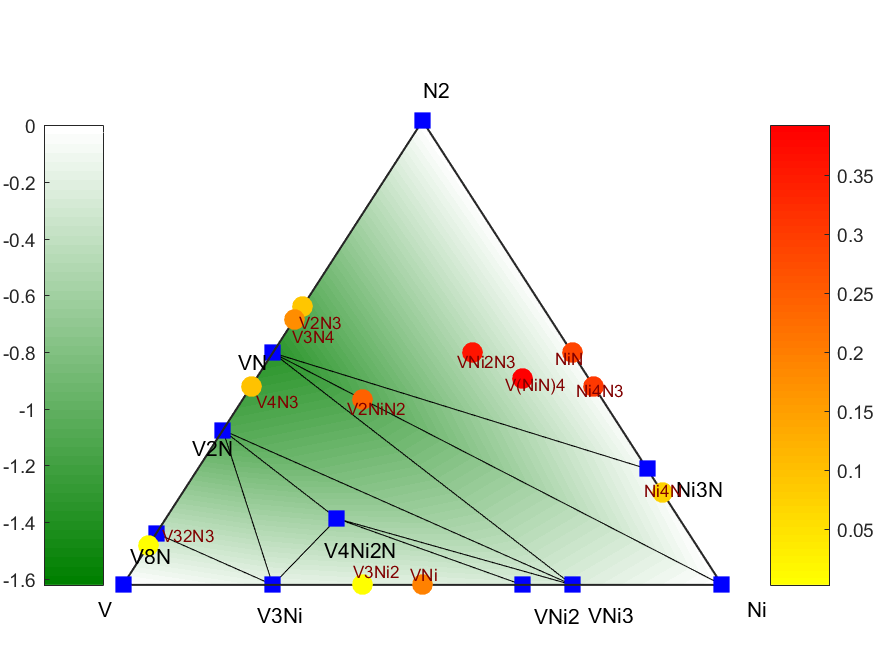 N2
0
-0.2
-0.4
-0.6
-0.8
-1
-1.2
-1.4
-1.6
0.35
0.3
0.25
0.2
0.15
0.1
0.05
V2N3
V3N4
VN
VNi2N3
NiN
V(NiN)4
Ni4N3
V4N3
V2NiN2
V2N
Ni4N
Ni3N
V32N3
V8N
V4Ni2N
V3Ni2
VNi
V
V3Ni
VNi2
VNi3
Ni